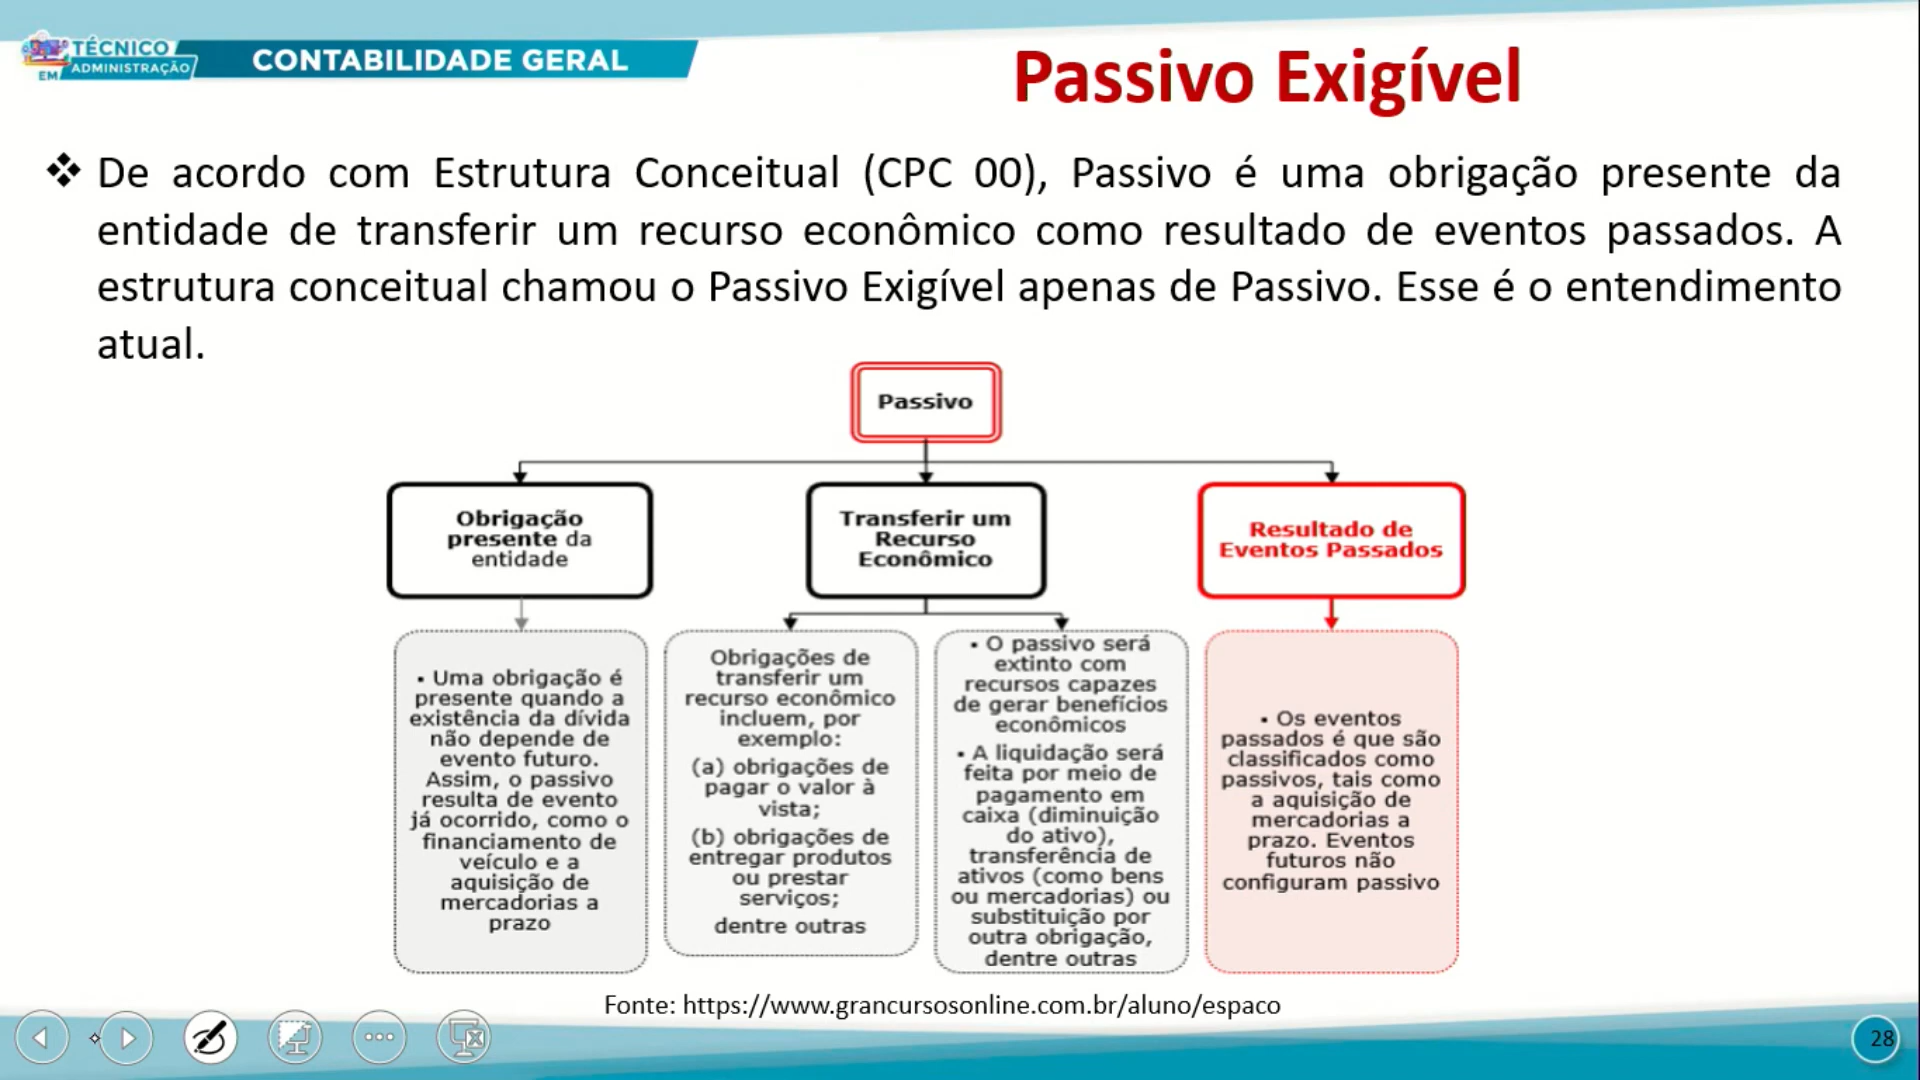 TÉCNICO
EM ADMINISTRAÇÃO
CONTABILIDADE GERAL
Passivo Exigível
❖ De acordo com Estrutura Conceitual (CPC 00), Passivo é uma obrigação presente da
entidade de transferir um recurso econômico como resultado de eventos passados. A
estrutura conceitual chamou o Passivo Exigível apenas de Passivo. Esse é o entendimento
atual.
Passivo
Obrigação
presente da
entidade
Transferir um
Recurso
Econômico
Resultado de
Eventos Passados
▪ Uma obrigação é
presente quando a
existência da dívida
não depende de
evento futuro.
Assim, o passivo
resulta de evento
já ocorrido, como o
financiamento de
veículo e a
aquisição de
mercadorias a
prazo
Obrigações de
transferir um
recurso econômico
incluem, por
exemplo:
(a) obrigações de
pagar o valor à
vista;
(b) obrigações de
entregar produtos
ou prestar
serviços;
dentre outras
▪ O passivo será
extinto com
recursos capazes
de gerar benefícios
econômicos
▪ A liquidação será
feita por meio de
pagamento em
caixa (diminuição
do ativo),
transferência de
ativos (como bens
ou mercadorias) ou
substituição por
outra obrigação,
dentre outras
▪ Os eventos
passados é que são
classificados como
passivos, tais como
a aquisição de
mercadorias a
prazo. Eventos
futuros não
configuram passivo
Fonte: https://www.grancursosonline.com.br/aluno/espaco
28